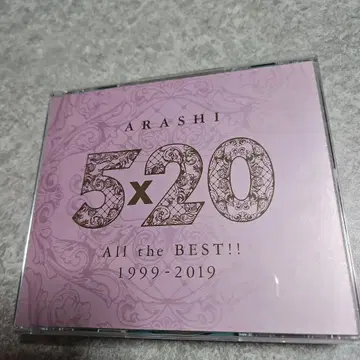 ARASHI
5x20
All the BEST!!
1999-2019